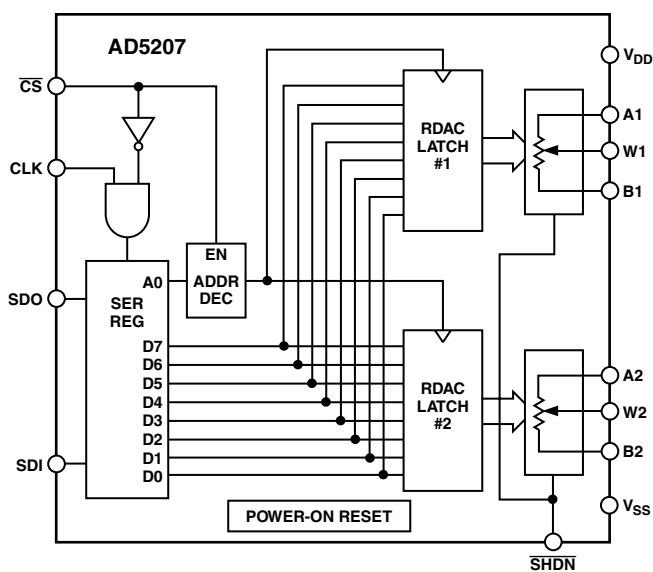 AD5207
CS
CLK
SDO
SDI
EN
A0
ADDR
DEC
SER
REG
D7
D6
D5
D4
D3
D2
D1
D0
RDAC
LATCH
#1
RDAC
LATCH
#2
POWER-ON RESET
VDD
A1
W1
B1
A2
W2
B2
VSS
SHDN